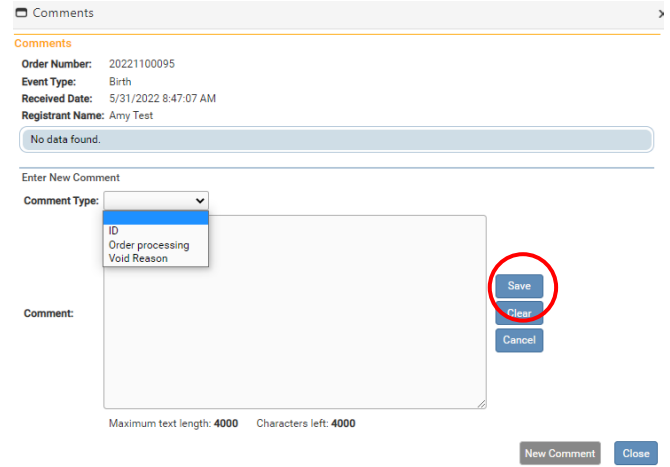 Comments
Comments
Order Number: 20221100095
Event Type: Birth
Received Date: 5/31/2022 8:47:07 AM
Registrant Name: Amy Test
No data found.
Enter New Comment
Comment Type:
ID
Order processing
Void Reason
Save
Clear
Comment:
Cancel
Maximum text length: 4000 Characters left: 4000
New Comment Close